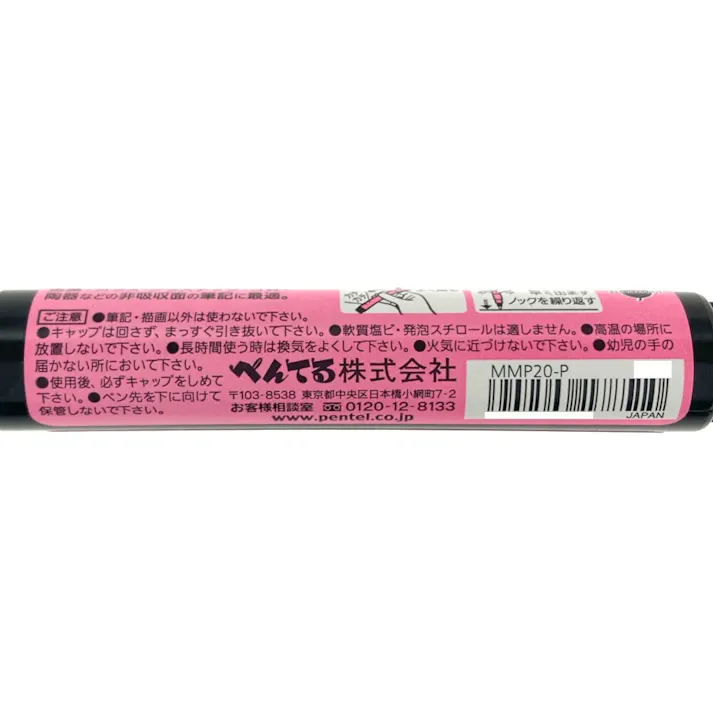 陶器などの非吸収面の筆記に最適。
ノックを繰り返す
ご注意 ●筆記・描画以外は使わないで下さい。
●キャップは回さず、まっすぐ引き抜いて下さい。●軟質塩ビ・発泡スチロールは適しません。●高温の場所に
放置しないで下さい。●長時間使う時は換気をよくして下さい。●火気に近づけないで下さい。●幼児の手の
届かない所において下さい。
●使用後、必ずキャップをしめて
下さい。●ペン先を下に向けて
保管しないで下さい。
ぺんてる株式会社
〒103-8538 東京都中央区日本橋小網町7-2
お客様相談室 0120-12-8133
www.pentel.co.jp
MMP20-P
JAPAN